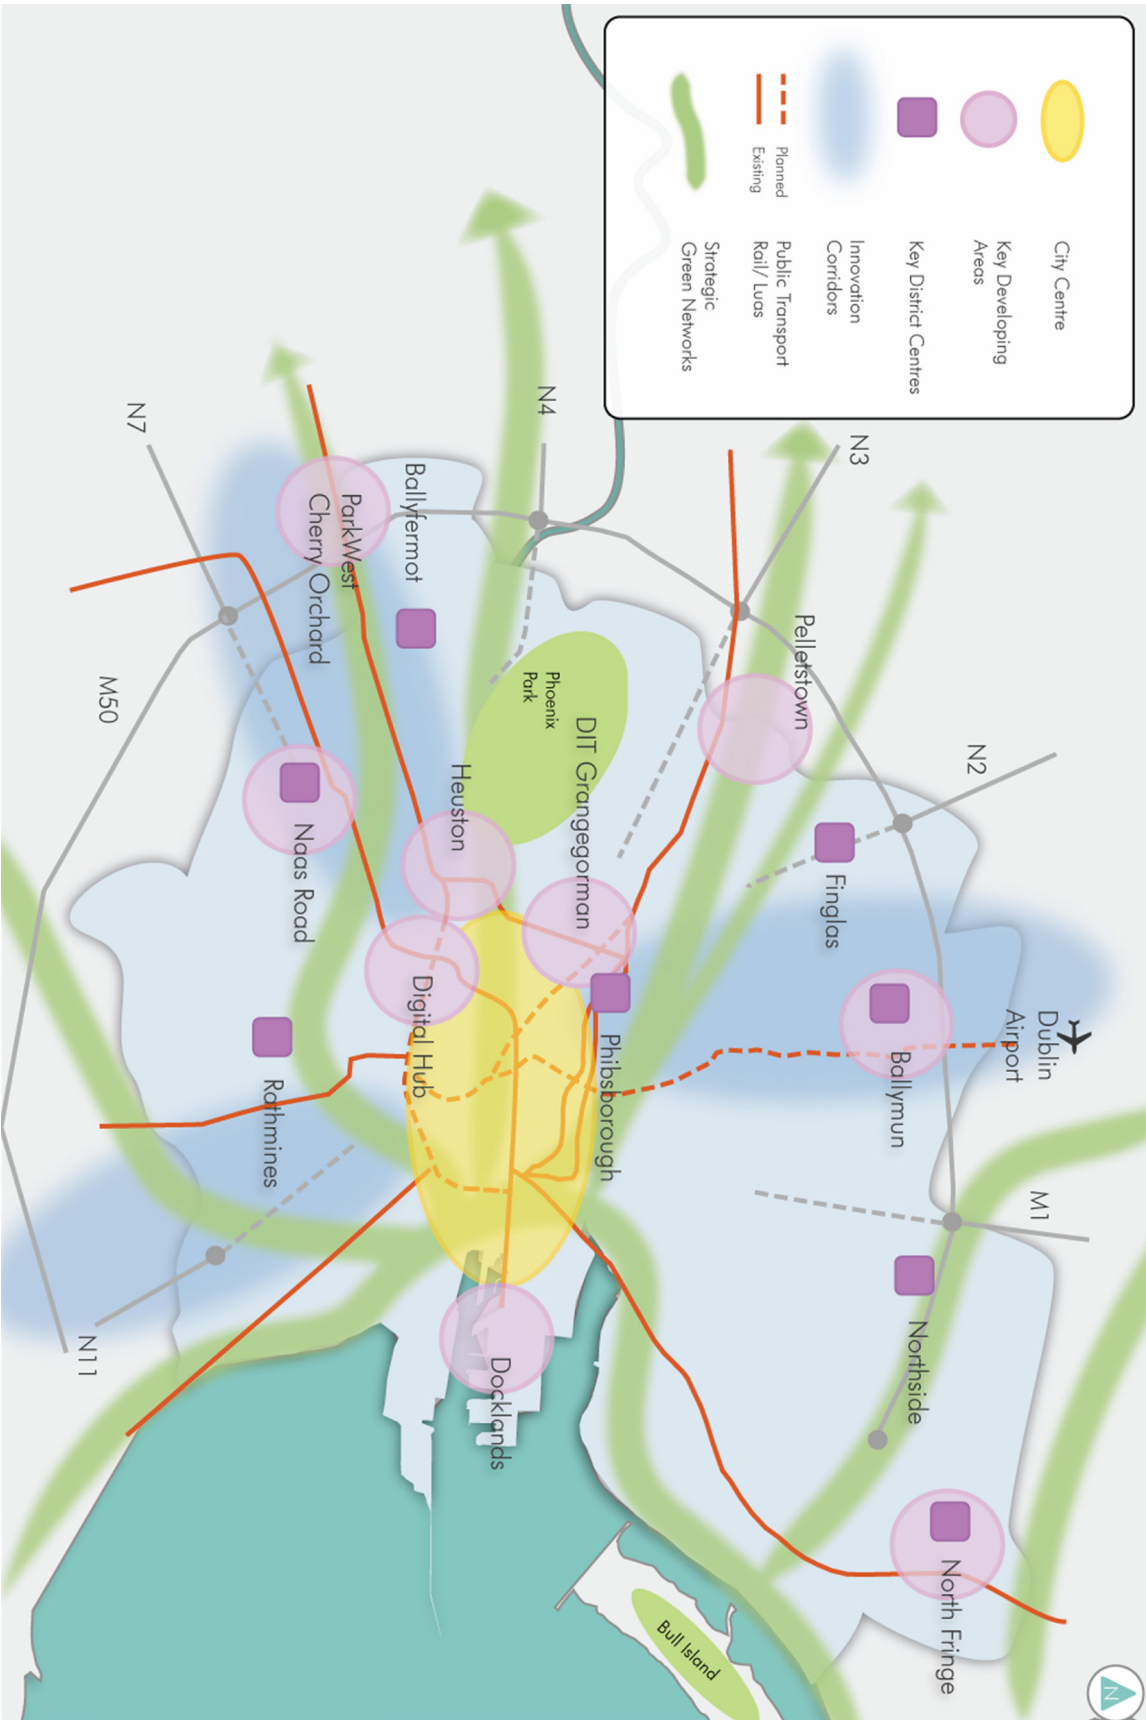 City Centre
Key Developing
Areas
Key District Centres
Innovation
Corridors
Planned
Existing
Public Transport
Rail/ Luas
Strategic
Green Networks
N3
N4
N7
N2
M50
M1
N11
Dublin
Airport
Ballyfermot
ParkWest
Cherry Orchard
Pelletstown
Phoenix
Park
DIT Grangegorman
Heuston
Naas Road
Finglas
Ballymun
Digital Hub
Phibsborough
Rathmines
Northside
Docklands
North Fringe
Bull Island
N